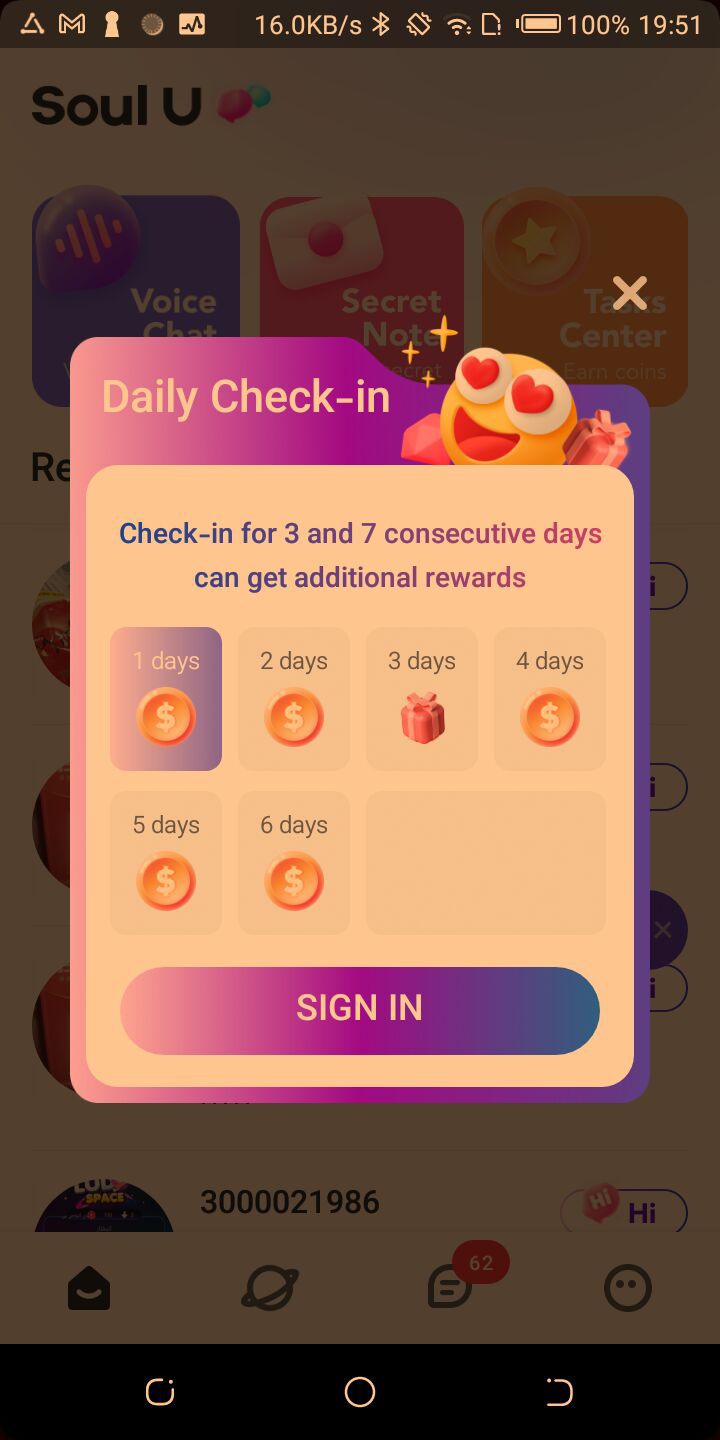 16.0KB/s 100% 19:51
Soul U
Voice
Chat
Secret
Note
secret
Tasks
Center
Earn coins
Daily Check-in
Check-in for 3 and 7 consecutive days
can get additional rewards
1 days
2 days
3 days
4 days
5 days
6 days
SIGN IN
3000021986
Hi
Hi
62